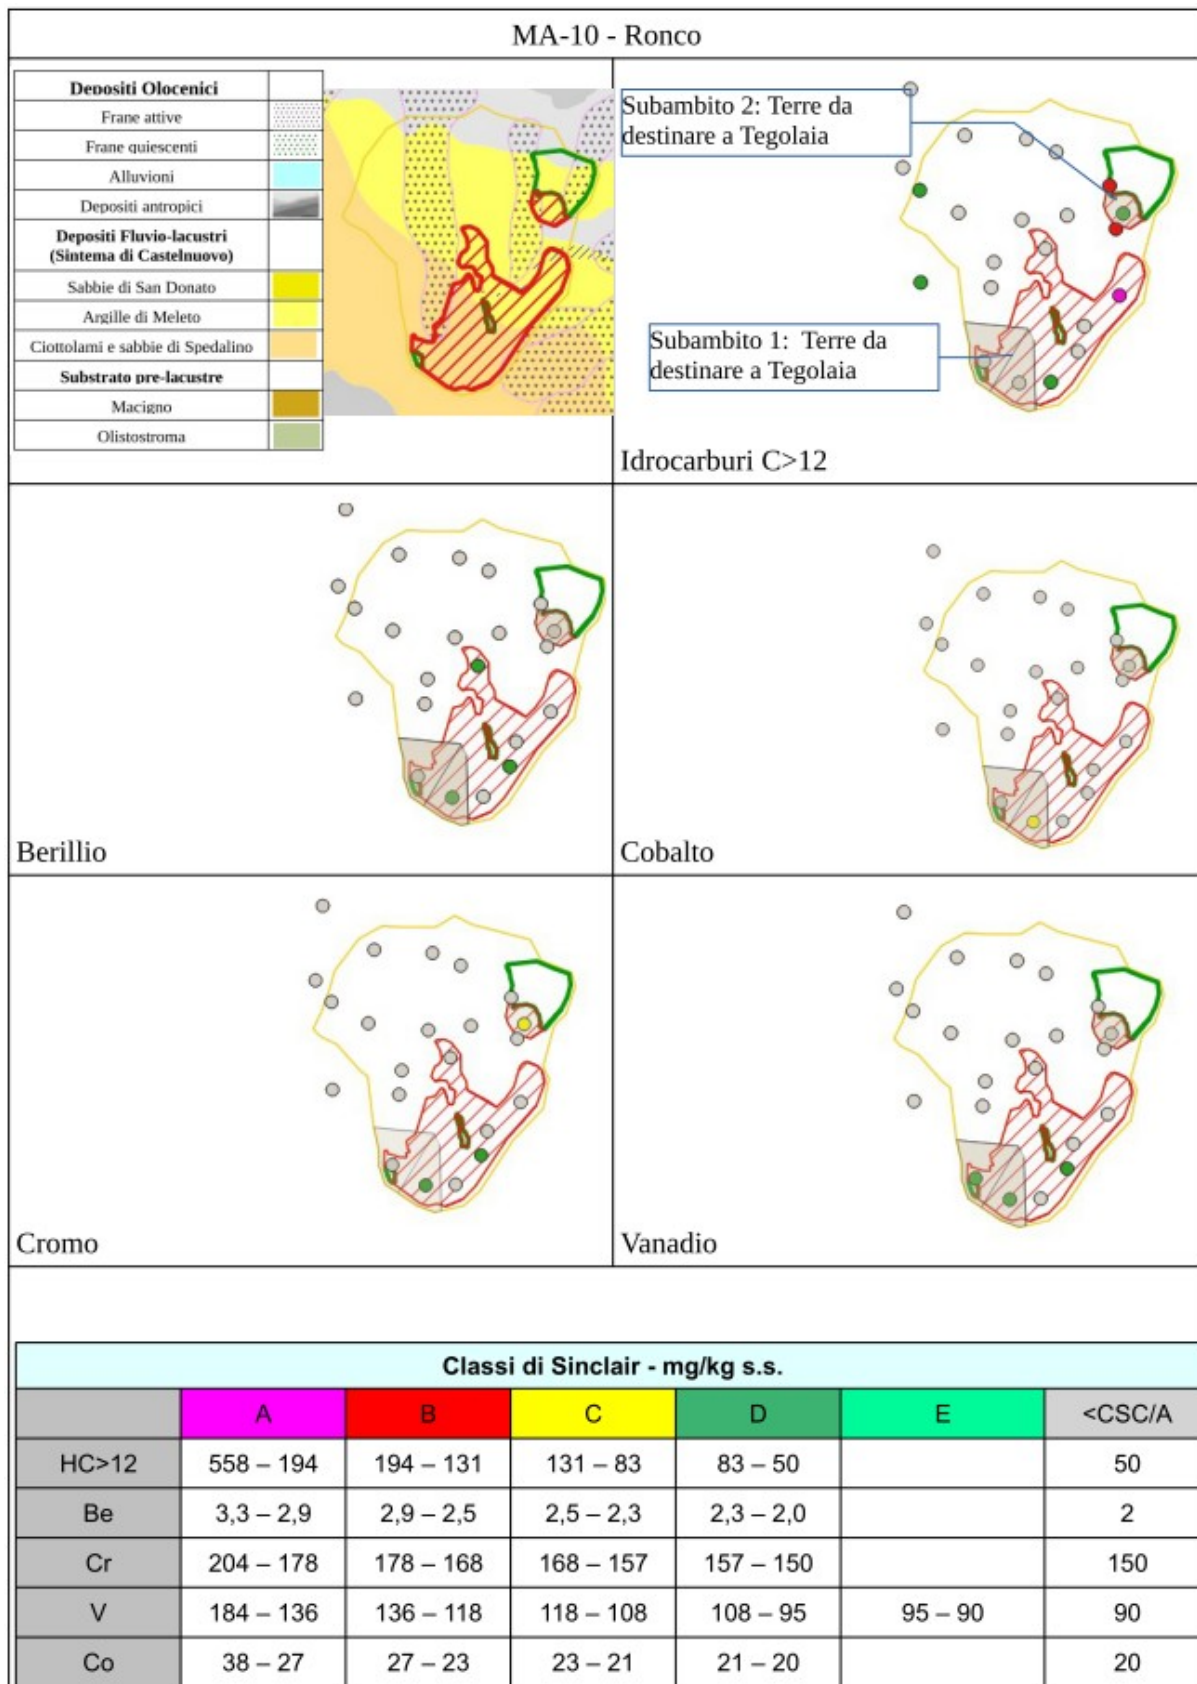 MA-10 - Ronco
Depositi Olocenici
Frane attive
Frane quiescenti
Alluvioni
Depositi antropici
Depositi Fluvio-lacustri
(Sintema di Castelnuovo)
Sabbie di San Donato
Argille di Meleto
Ciottolami e sabbie di Spedalino
Substrato pre-lacustre
Macigno
Olistostroma
Subambito 2: Terre da
destinare a Tegolaia
Subambito 1: Terre da
destinare a Tegolaia
Idrocarburi C>12
Berillio
Cobalto
Cromo
Vanadio
Classi di Sinclair - mg/kg s.s.
A B C D E <CSC/A
HC>12 558 – 194 194 – 131 131 – 83 83 – 50 50
Be 3,3 – 2,9 2,9 – 2,5 2,5 – 2,3 2,3 – 2,0 2
Cr 204 – 178 178 – 168 168 – 157 157 – 150 150
V 184 – 136 136 – 118 118 – 108 108 – 95 95 – 90 90
Co 38 – 27 27 – 23 23 – 21 21 – 20 20